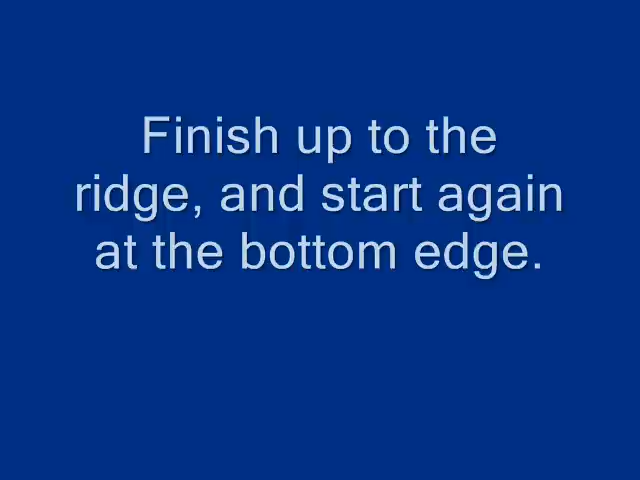 Finish up to the
ridge, and start again
at the bottom edge.